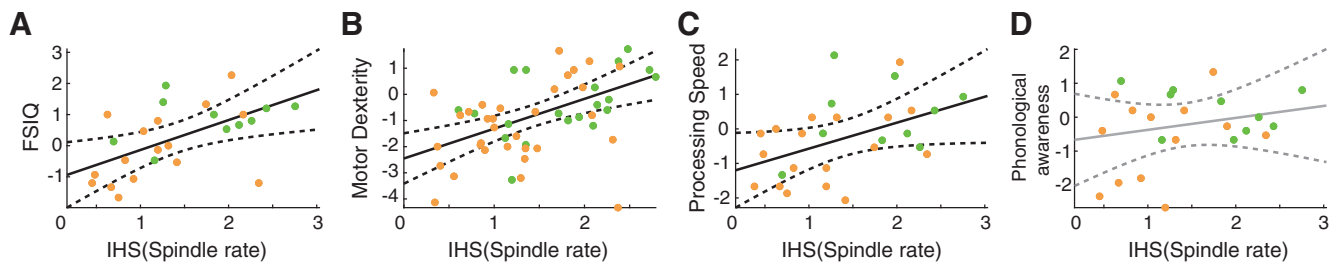 A
FSIQ
3
2
1
0
-1
0
1
2
3
IHS(Spindle rate)
B
Motor Dexterity
1
0
-1
-2
-3
-4
0
1
2
IHS(Spindle rate)
C
Processing Speed
2
1
0
-1
-2
0
1
2
3
IHS(Spindle rate)
D
Phonological
awareness
2
1
0
-1
-2
0
1
2
3
IHS(Spindle rate)